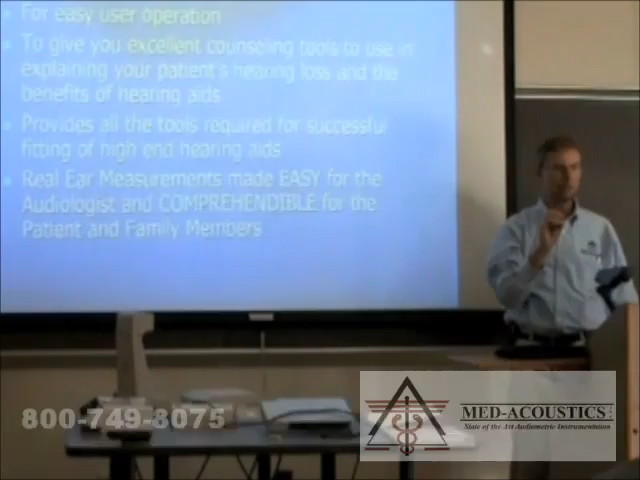 For easy user operation
To give you excellent counseling tools to use in
explaining your patient's hearing loss and the
benefits of hearing aids
Provides all the tools required for successful
fitting of high end hearing aids
Real Ear Measurements made EASY for the
Audiologist and COMPREHENDIBLE for the
Patient and Family Members
800-749-8075
MED-ACOUSTICS
State of the Art Audiometric Instrumentation